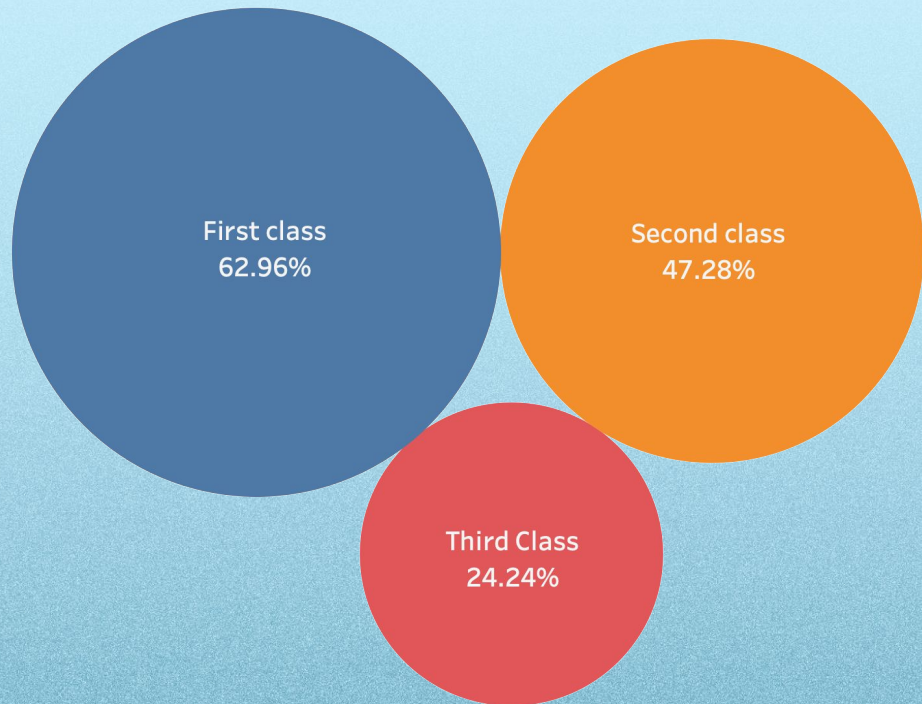 First class
62.96%
Second class
47.28%
Third Class
24.24%